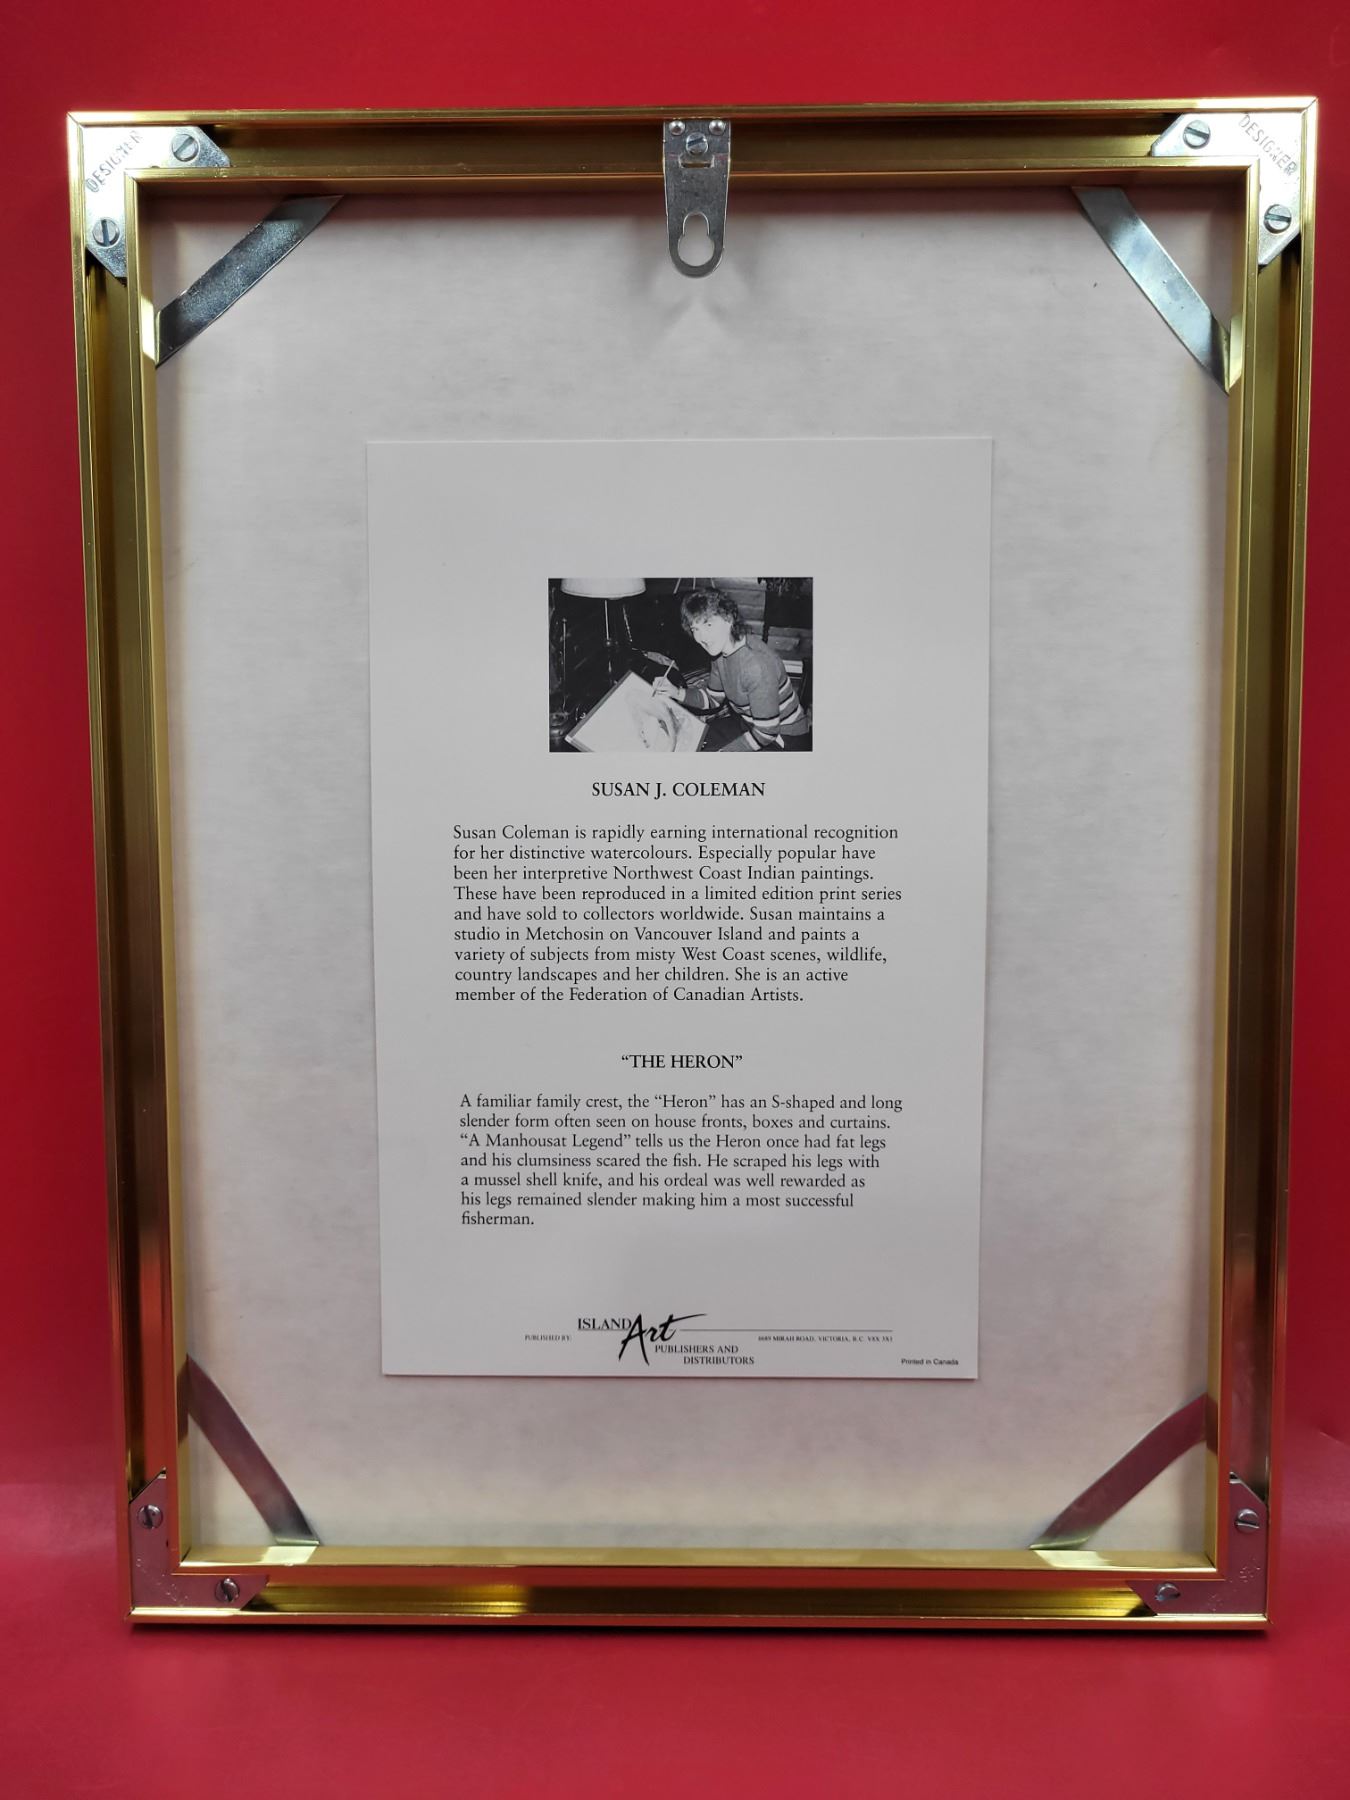 DESIGNER
DESIGNER
SUSAN J. COLEMAN
Susan Coleman is rapidly earning international recognition
for her distinctive watercolours. Especially popular have
been her interpretive Northwest Coast Indian paintings.
These have been reproduced in a limited edition print series
and have sold to collectors worldwide. Susan maintains a
studio in Metchosin on Vancouver Island and paints a
variety of subjects from misty West Coast scenes, wildlife,
country landscapes and her children. She is an active
member of the Federation of Canadian Artists.
“THE HERON”
A familiar family crest, the “Heron” has an S-shaped and long
slender form often seen on house fronts, boxes and curtains.
“A Manhousat Legend” tells us the Heron once had fat legs
and his clumsiness scared the fish. He scraped his legs with
a mussel shell knife, and his ordeal was well rewarded as
his legs remained slender making him a most successful
fisherman.
PUBLISHED BY: ISLAND Art PUBLISHERS AND
DISTRIBUTORS
MIRAH ROAD, VICTORIA, B.C. V8X 3X1
Printed in Canada